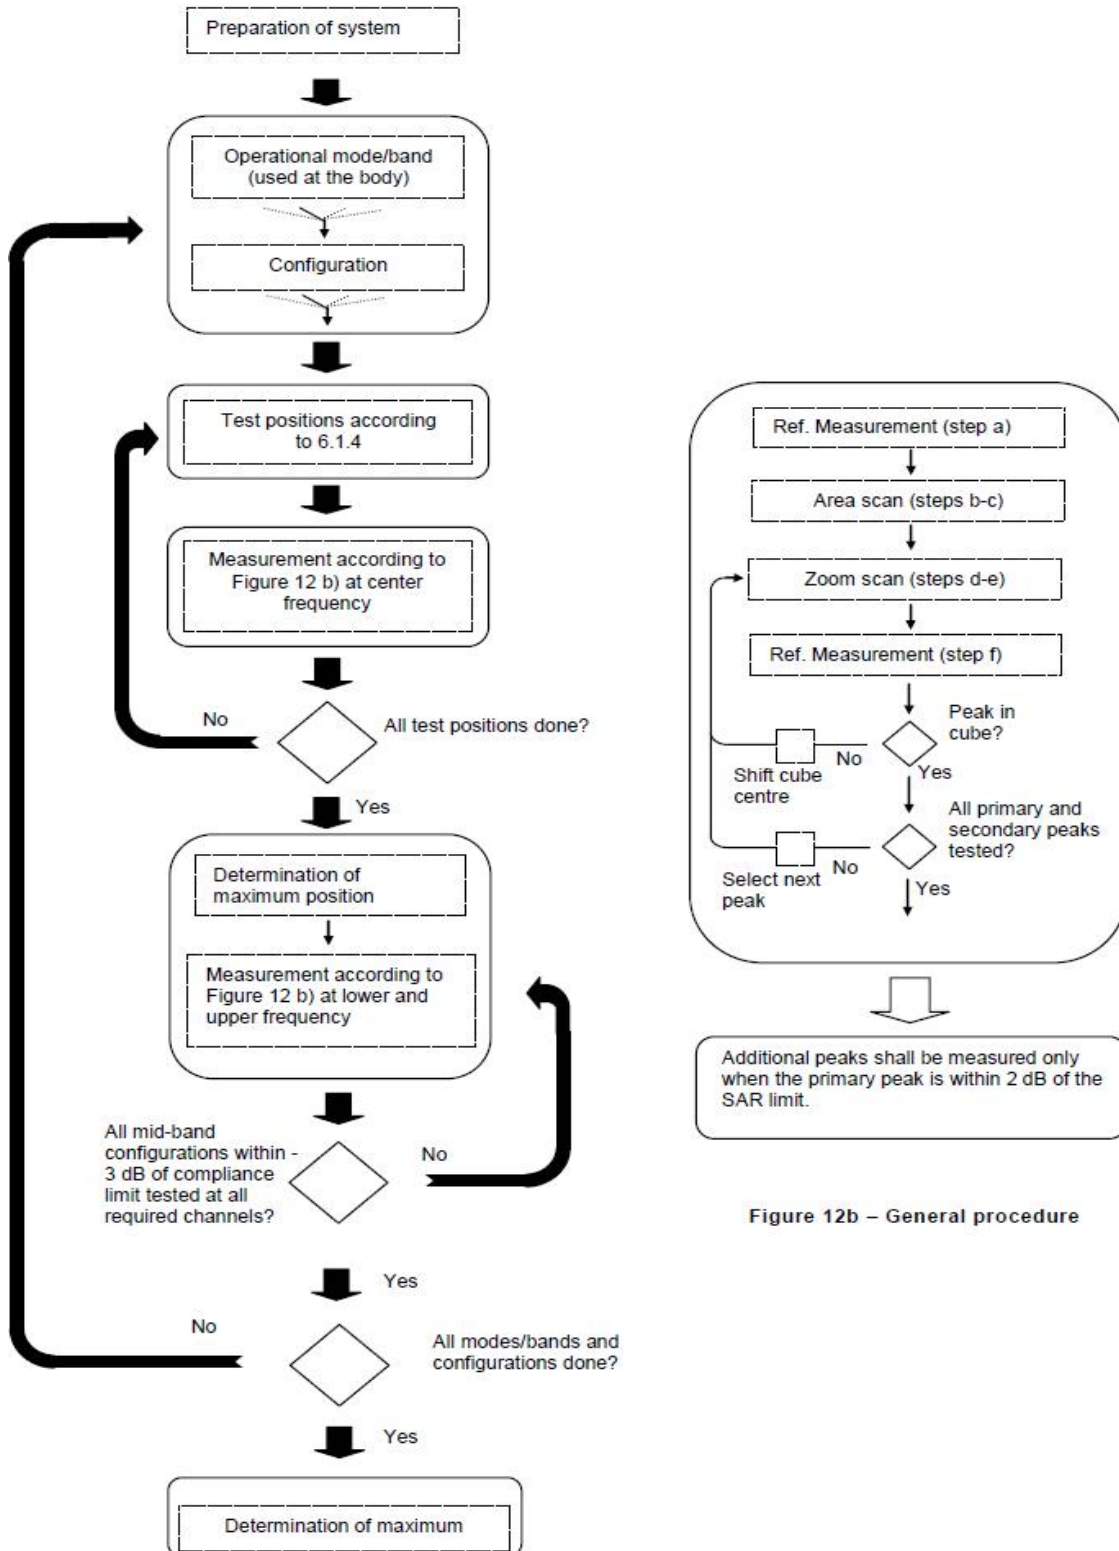 Preparation of system
Operational mode/band
(used at the body)
Configuration
Test positions according
to 6.1.4
Measurement according to
Figure 12 b) at center
frequency
No
All test positions done?
Yes
Determination of
maximum position
Measurement according to
Figure 12 b) at lower and
upper frequency
All mid-band
configurations within -
3 dB of compliance
limit tested at all
required channels?
No
Yes
No
All modes/bands and
configurations done?
Yes
Determination of maximum
Ref. Measurement (step a)
Area scan (steps b-c)
Zoom scan (steps d-e)
Ref. Measurement (step f)
Peak in
cube?
No
Shift cube
centre
Yes
All primary and
secondary peaks
tested?
No
Select next
peak
Yes
Additional peaks shall be measured only
when the primary peak is within 2 dB of the
SAR limit.
Figure 12b – General procedure